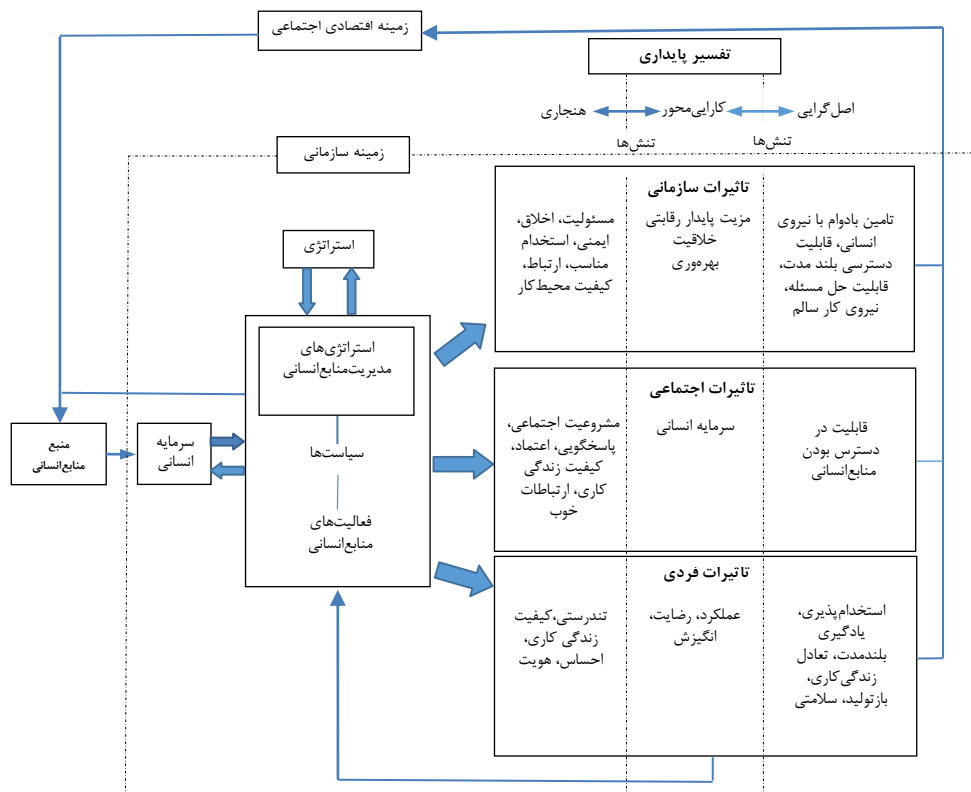 زمینه اقتصادی اجتماعی
تفسیر پایداری
اصل‌گرایی
کارایی‌محور
هنجاری
تنش‌ها
تنش‌ها
زمینه سازمانی
تاثیرات سازمانی
تامین بادوام با نیروی
انسانی، قابلیت
دسترسی بلند مدت،
قابلیت حل مسئله،
نیروی کار سالم
مزیت پایدار رقابتی
خلاقیت
بهره‌وری
مسئولیت، اخلاق،
ایمنی، استخدام
مناسب، ارتباط،
کیفیت محیط‌کار
استراتژی
استراتژی‌های
مدیریت‌منابع‌انسانی
سیاست‌ها
فعالیت‌های
منابع‌انسانی
سرمایه
انسانی
منبع
منابع‌انسانی
تاثیرات اجتماعی
قابلیت در
دسترس بودن
منابع‌انسانی
سرمایه انسانی
مشروعیت اجتماعی،
پاسخگویی، اعتماد،
کیفیت زندگی
کاری، ارتباطات
خوب
تاثیرات فردی
استخدام‌پذیری،
یادگیری
بلندمدت، تعادل
زندگی‌کاری،
بازتولید، سلامتی
عملکرد، رضایت،
انگیزش
تندرستی،کیفیت
زندگی کاری،
احساس، هویت